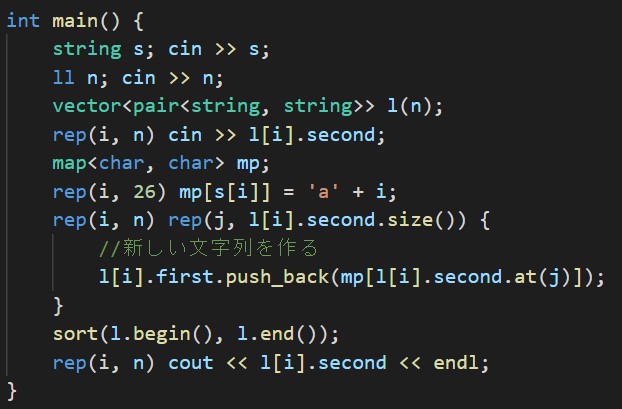 int main() {
    string s; cin >> s;
    ll n; cin >> n;
    vector<pair<string, string>> l(n);
    rep(i, n) cin >> l[i].second;
    map<char, char> mp;
    rep(i, 26) mp[s[i]] = 'a' + i;
    rep(i, n) rep(j, l[i].second.size()) {
        //新しい文字列を作る
        l[i].first.push_back(mp[l[i].second.at(j)]);
    }
    sort(l.begin(), l.end());
    rep(i, n) cout << l[i].second << endl;
}